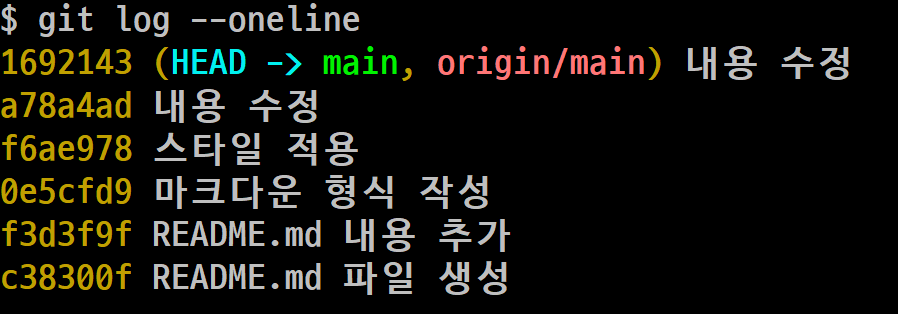 $ git log --oneline
1692143 (HEAD -> main, origin/main) 내용 수정
a78a4ad 내용 수정
f6ae978 스타일 적용
0e5cfd9 마크다운 형식 작성
f3d3f9f README.md 내용 추가
c38300f README.md 파일 생성